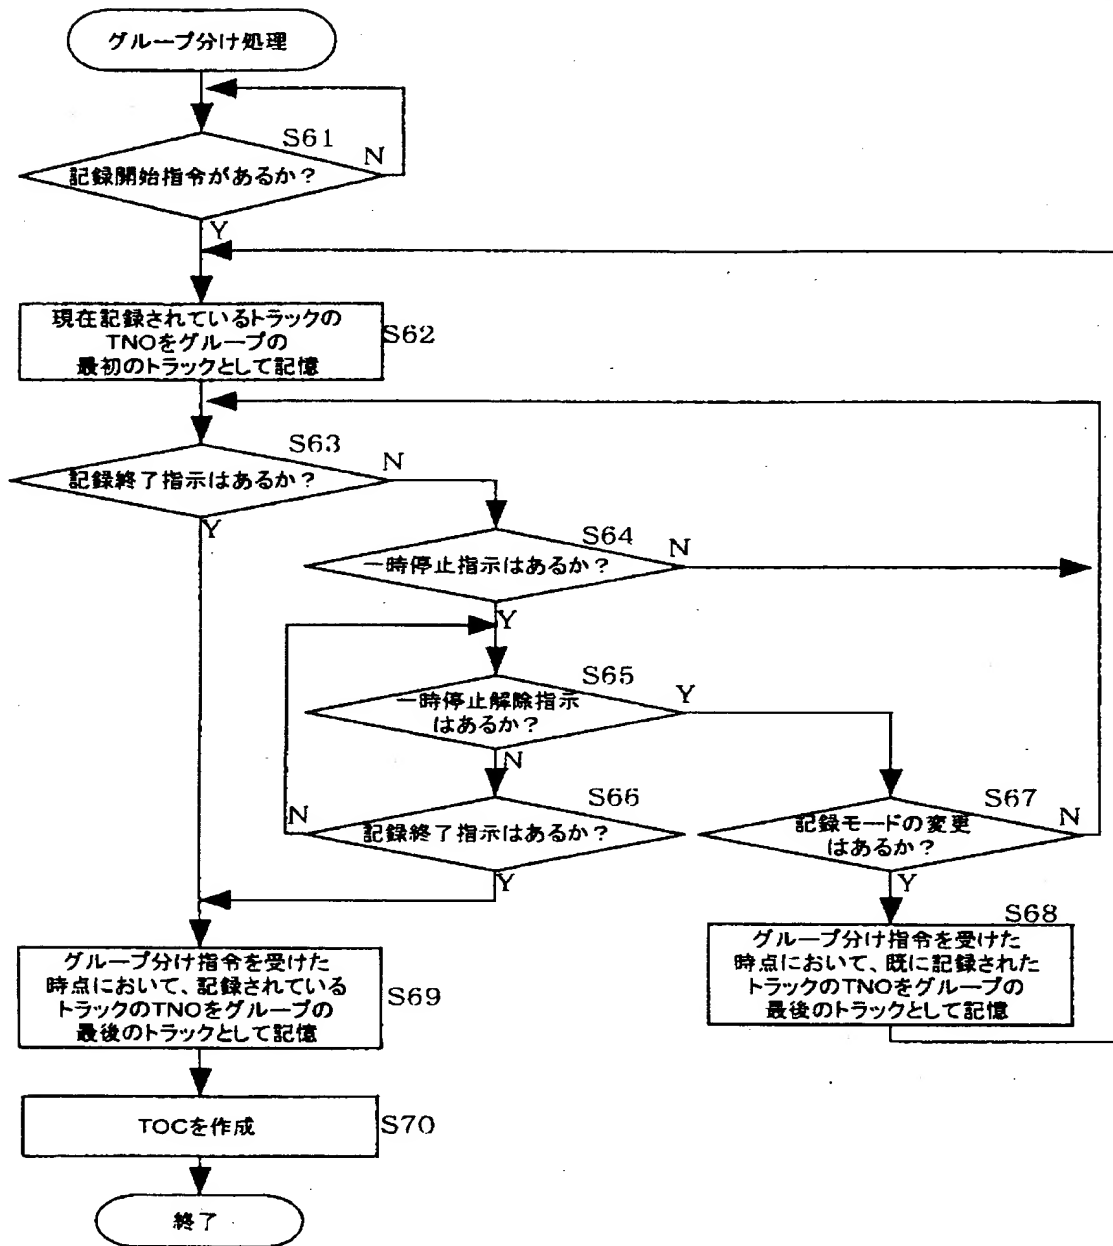 グループ分け処理
S61
記録開始指令があるか?
N
Y
現在記録されているトラックの
TNOをグループの
最初のトラックとして記憶
S62
S63
記録終了指示はあるか?
N
Y
S64
一時停止指示はあるか?
N
Y
S65
一時停止解除指示
はあるか?
Y
N
S66
記録終了指示はあるか?
N
Y
S67
記録モードの変更
はあるか?
N
Y
S68
グループ分け指令を受けた
時点において、既に記録された
トラックのTNOをグループの
最後のトラックとして記憶
グループ分け指令を受けた
時点において、記録されている
トラックのTNOをグループの
最後のトラックとして記憶
S69
TOCを作成
S70
終了